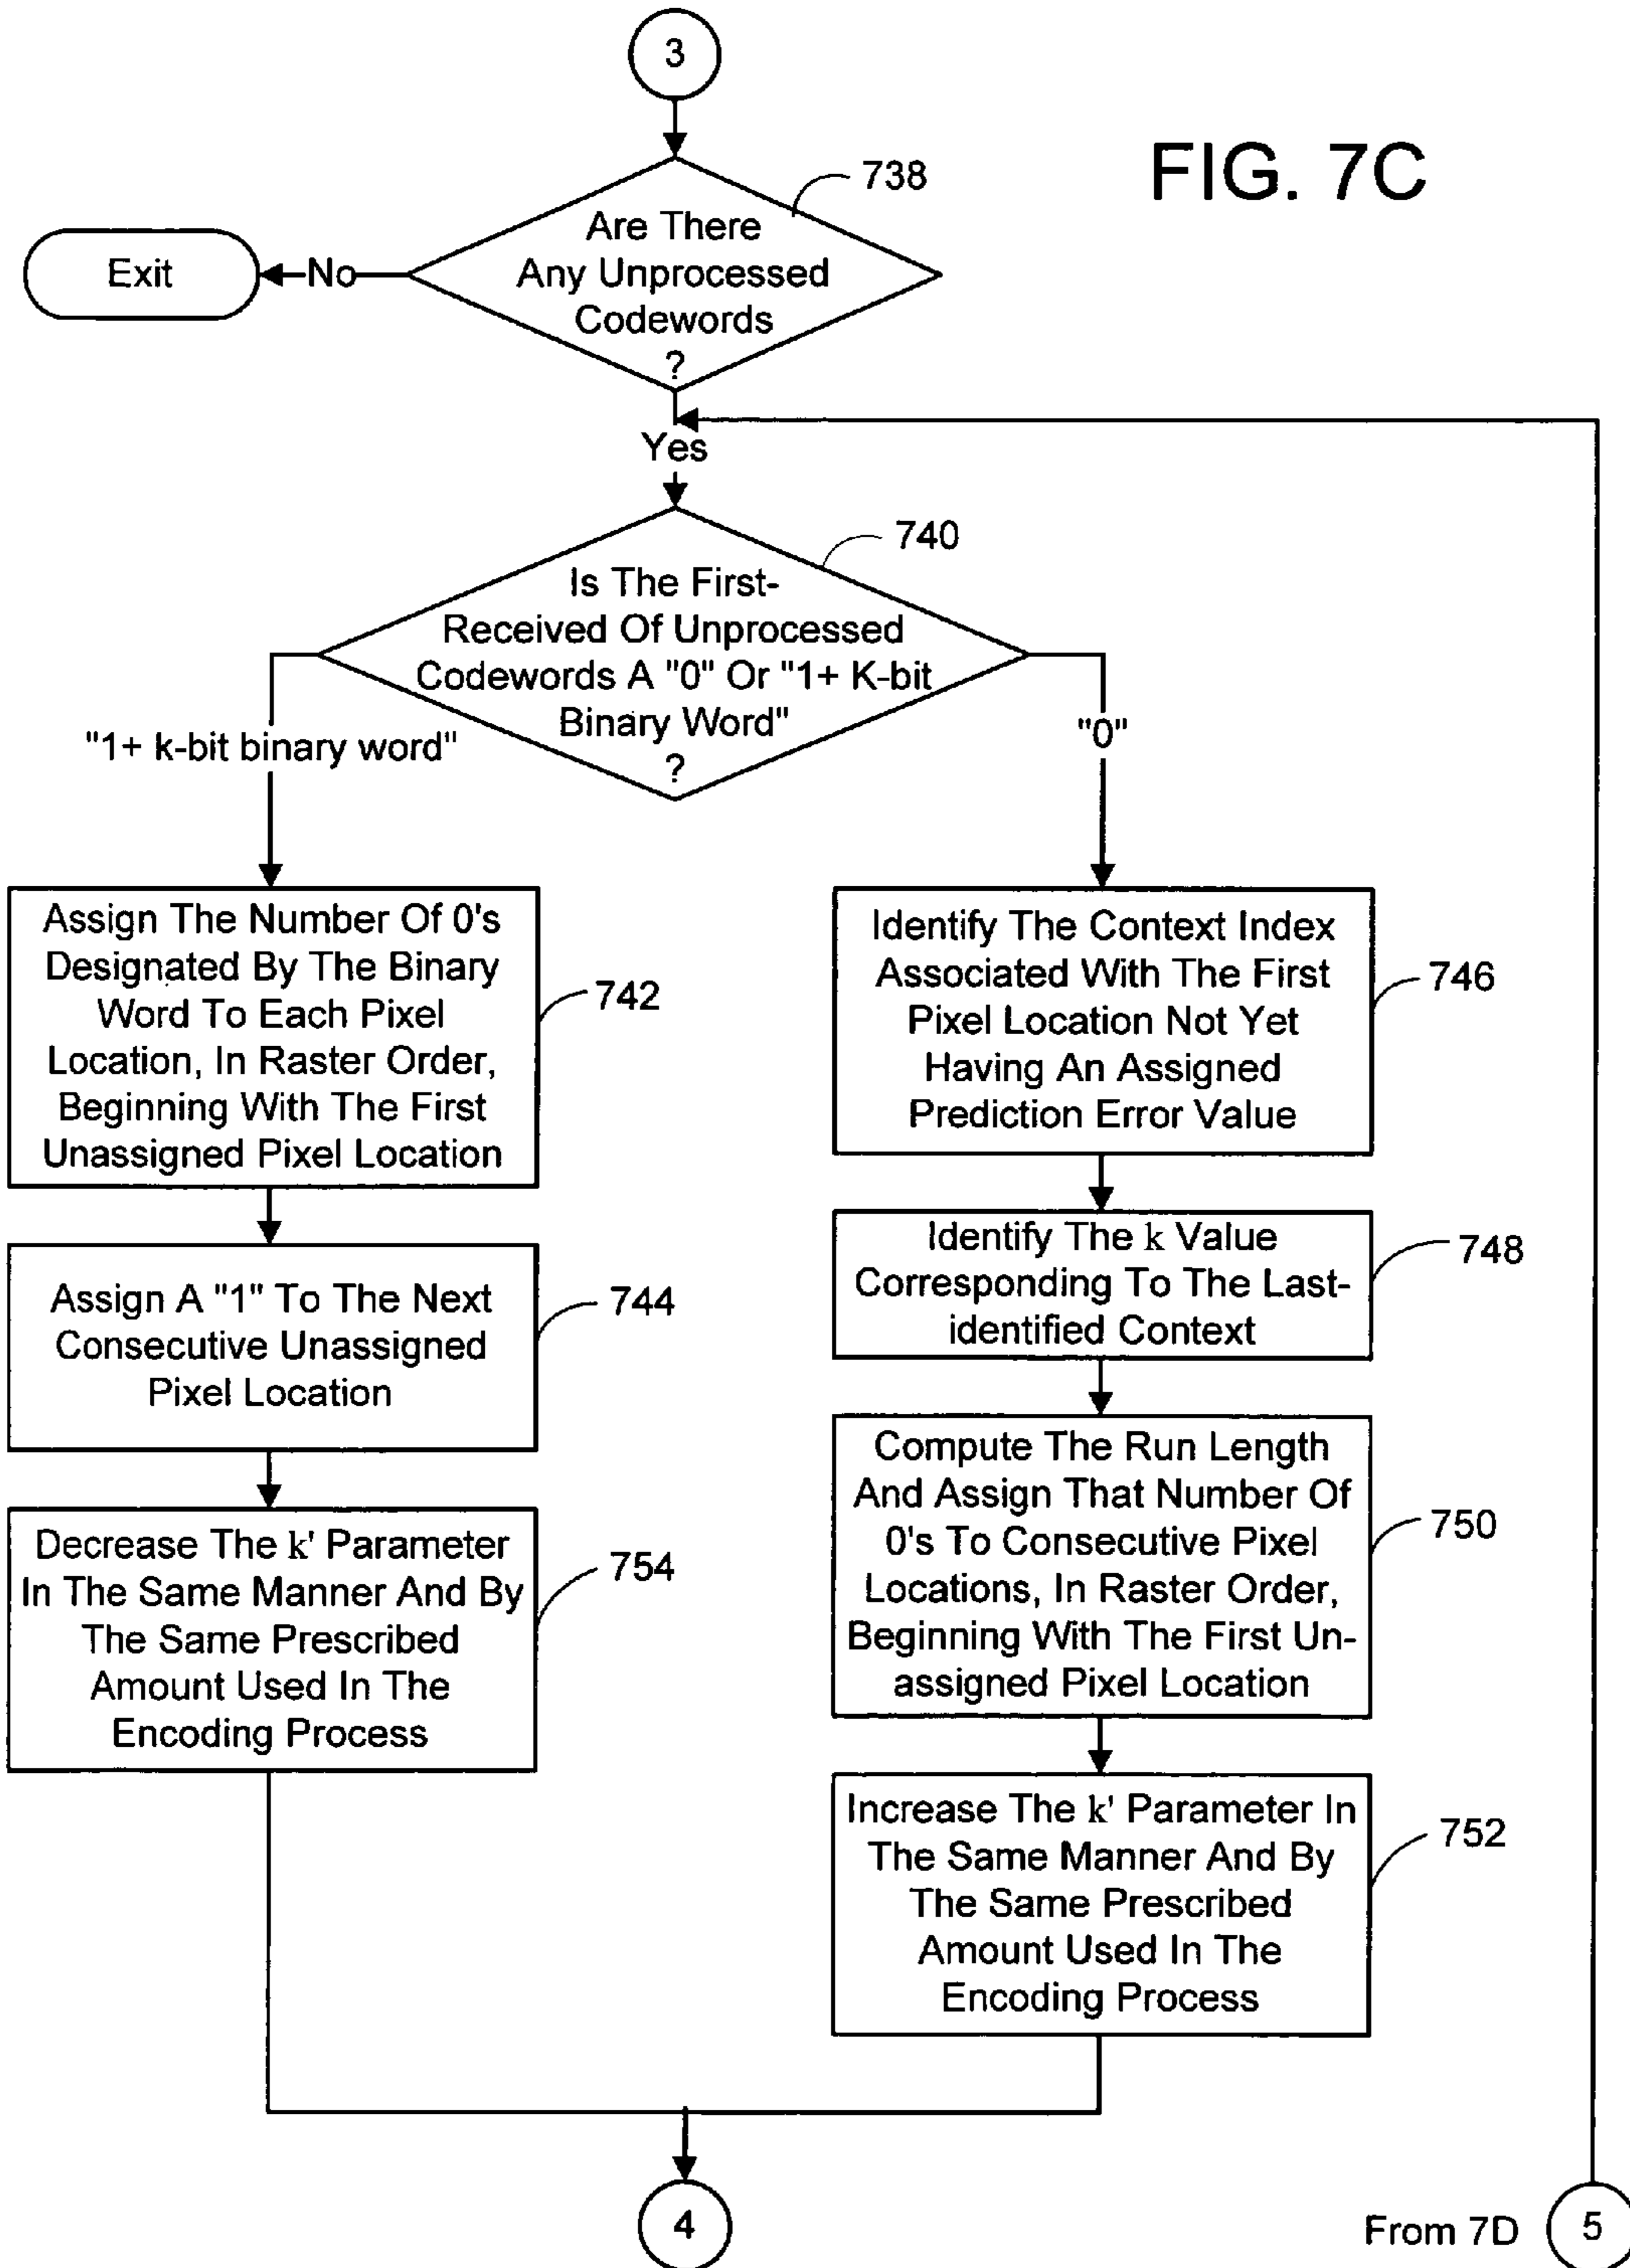 3
FIG. 7C
738
Are There
Any Unprocessed
Codewords
?
No
Exit
Yes
740
Is The First-
Received Of Unprocessed
Codewords A "0" Or "1+ K-bit
Binary Word"
?
"1+ k-bit binary word"
"0"
Assign The Number Of 0's
Designated By The Binary
Word To Each Pixel
Location, In Raster Order,
Beginning With The First
Unassigned Pixel Location
742
Assign A "1" To The Next
Consecutive Unassigned
Pixel Location
744
Decrease The k' Parameter
In The Same Manner And By
The Same Prescribed
Amount Used In The
Encoding Process
754
Identify The Context Index
Associated With The First
Pixel Location Not Yet
Having An Assigned
Prediction Error Value
746
Identify The k Value
Corresponding To The Last-
identified Context
748
Compute The Run Length
And Assign That Number Of
0's To Consecutive Pixel
Locations, In Raster Order,
Beginning With The First Un-
assigned Pixel Location
750
Increase The k' Parameter In
The Same Manner And By
The Same Prescribed
Amount Used In The
Encoding Process
752
4
From 7D
5